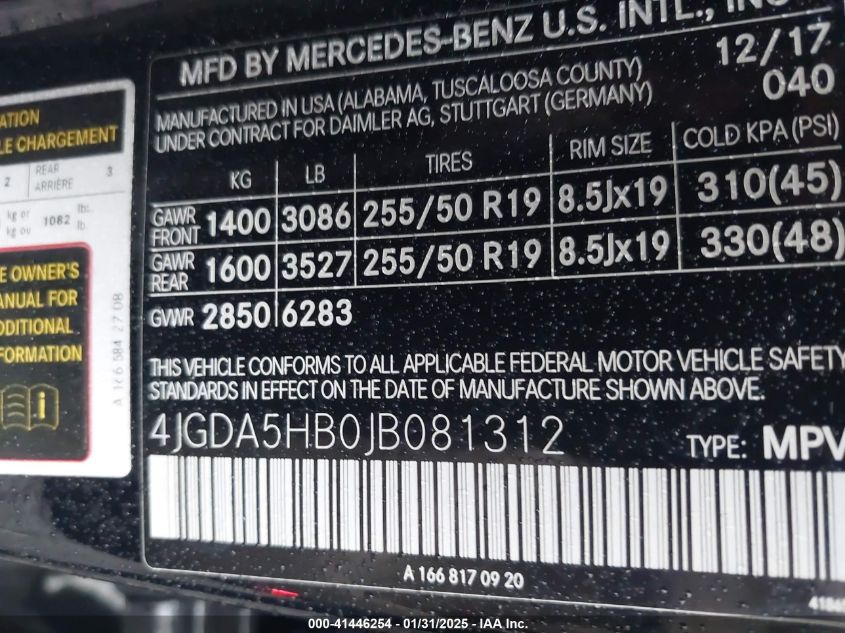 MFD BY MERCEDES-BENZ U.S. INTL., INC
12/17
040
MANUFACTURED IN USA (ALABAMA, TUSCALOOSA COUNTY)
UNDER CONTRACT FOR DAIMLER AG, STUTTGART (GERMANY)
KG LB TIRES RIM SIZE COLD KPA (PSI)
GAWR FRONT 1400 3086 255/50 R19 8.5Jx19 310(45)
GAWR REAR 1600 3527 255/50 R19 8.5Jx19 330(48)
GVWR 2850 6283
THIS VEHICLE CONFORMS TO ALL APPLICABLE FEDERAL MOTOR VEHICLE SAFETY
STANDARDS IN EFFECT ON THE DATE OF MANUFACTURE SHOWN ABOVE.
4JGDA5HB0JB081312 TYPE: MPV
A 166 817 09 20
ATION
LE CHARGEMENT
2 REAR ARRIÈRE 3
kg or kg ou 1082 lbs. lb.
E OWNER'S
ANUAL FOR
DDITIONAL
FORMATION
A 166 584 27 08
000-41446254 - 01/31/2025 - IAA, Inc.